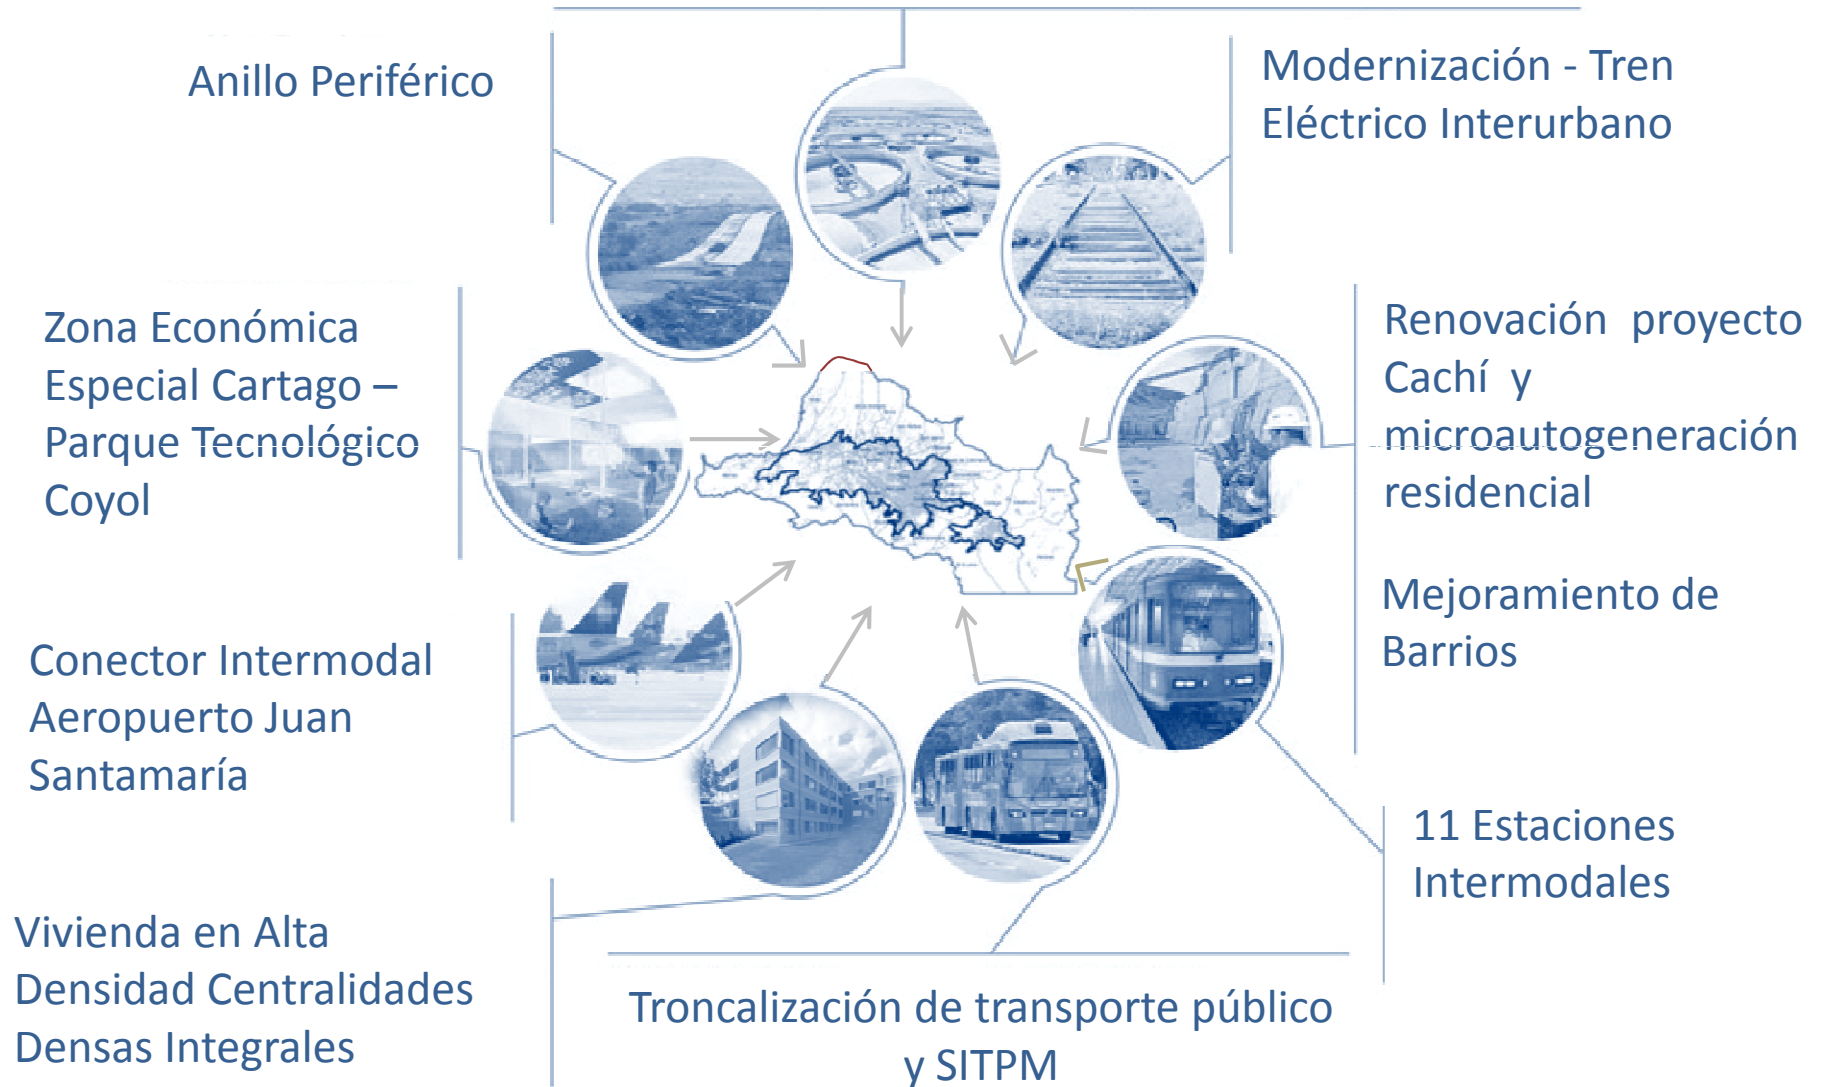 Anillo Periférico
Modernización - Tren
Eléctrico Interurbano
Zona Económica
Especial Cartago –
Parque Tecnológico
Coyol
Renovación proyecto
Cachí y
microautogeneración
residencial
Mejoramiento de
Barrios
Conector Intermodal
Aeropuerto Juan
Santamaría
11 Estaciones
Intermodales
Vivienda en Alta
Densidad Centralidades
Densas Integrales
Troncalización de transporte público
y SITPM